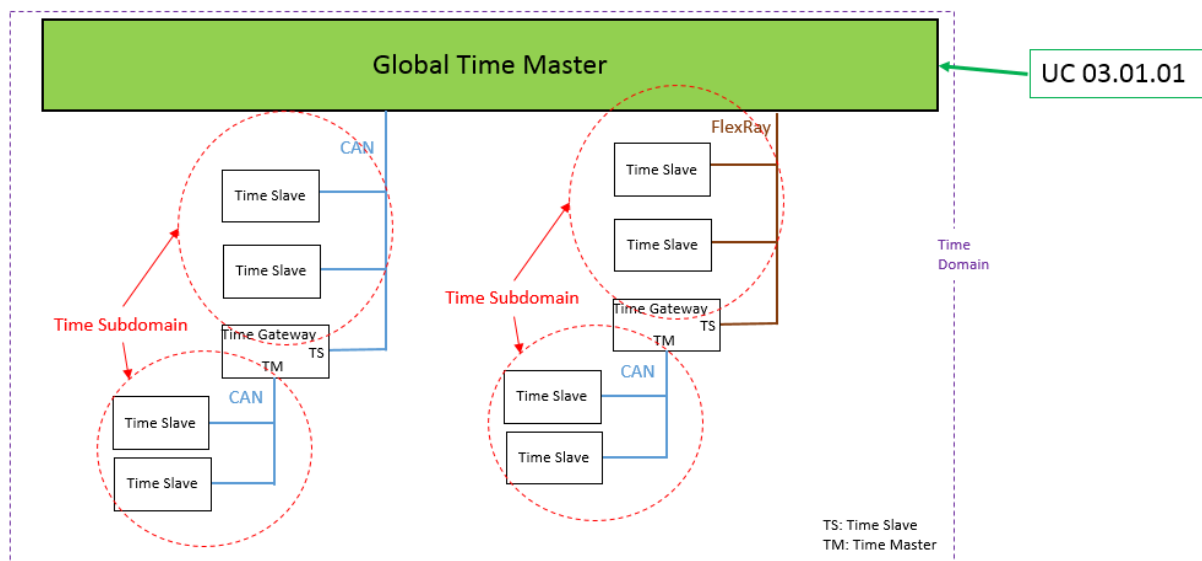 Global Time Master
UC 03.01.01
CAN
FlexRay
Time Slave
Time Slave
Time Slave
Time Slave
Time
Domain
Time Subdomain
Time Subdomain
Time Gateway
TS
TM
Time Gateway
TS
TM
CAN
CAN
Time Slave
Time Slave
Time Slave
Time Slave
TS: Time Slave
TM: Time Master